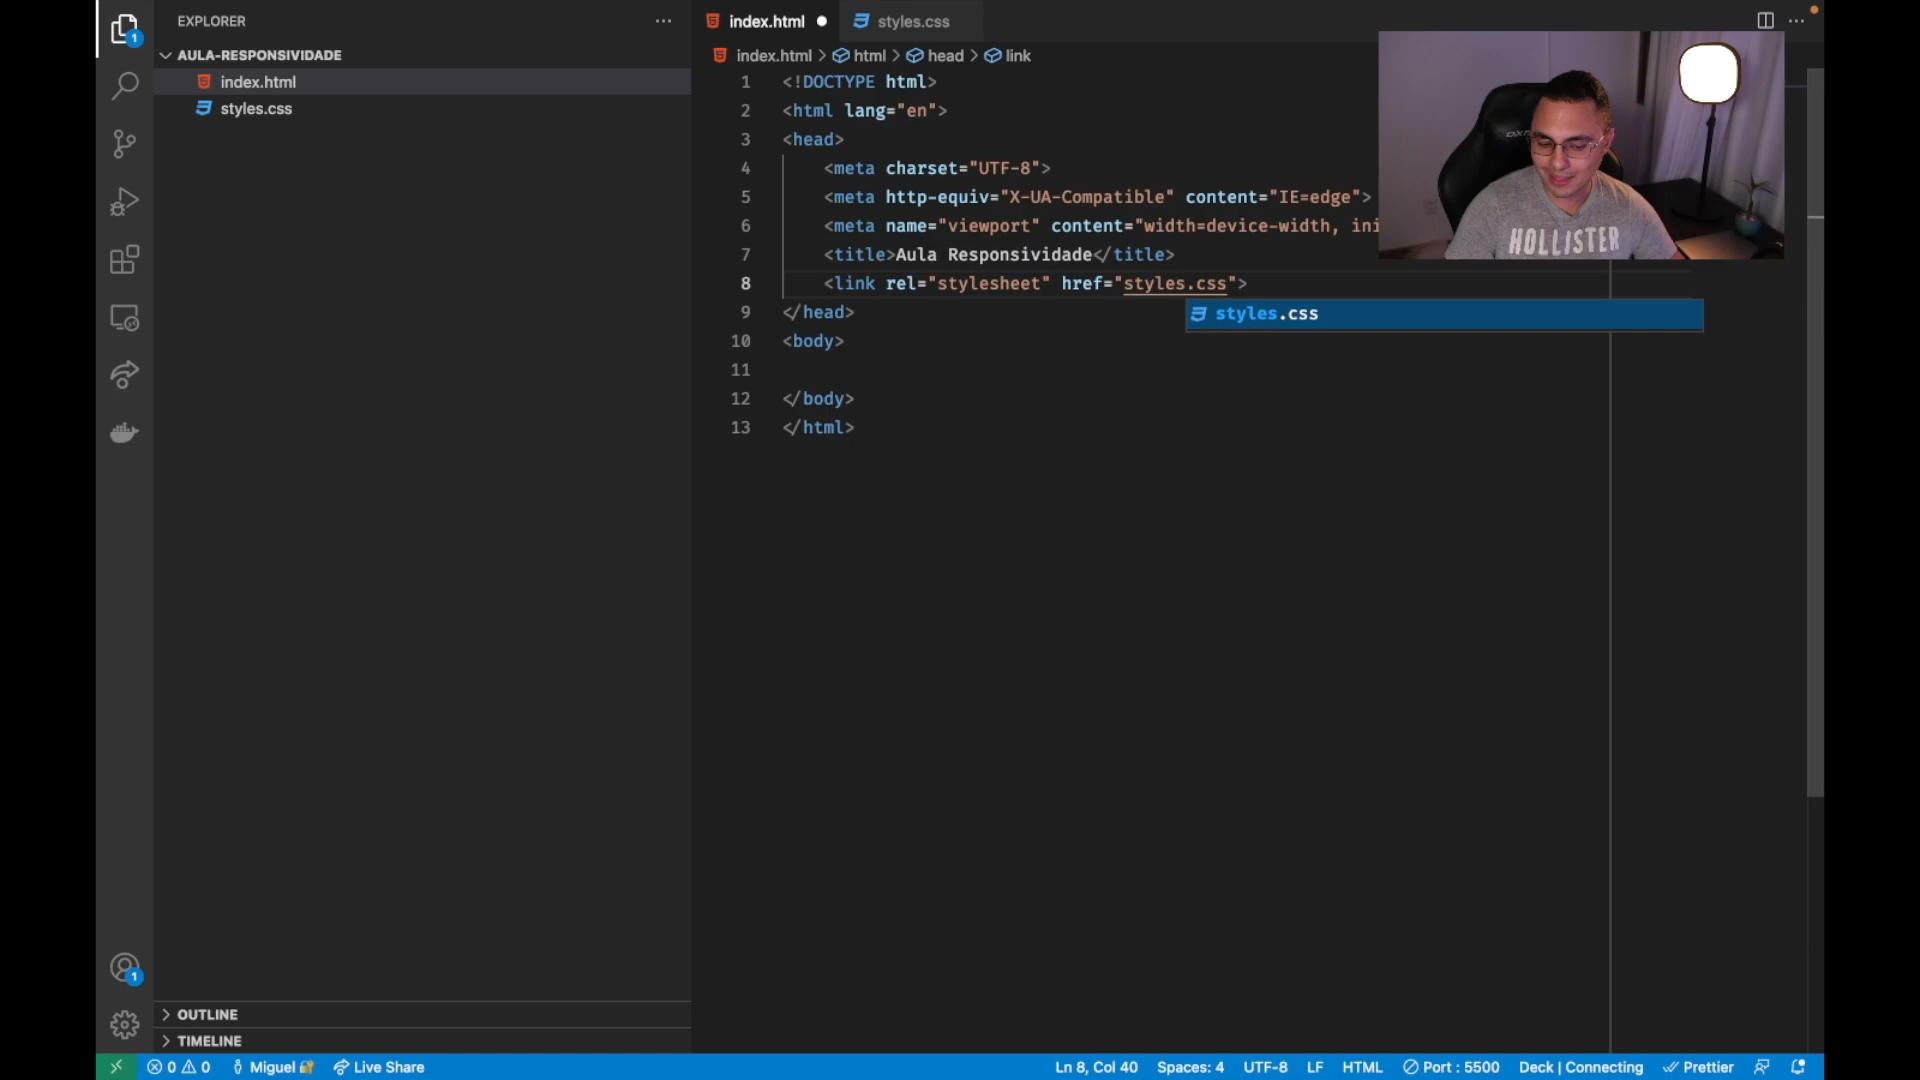 EXPLORER
AULA-RESPONSIVIDADE
index.html
styles.css
OUTLINE
TIMELINE
index.html
styles.css
index.html > html > head > link
1 <!DOCTYPE html>
2 <html lang="en">
3 <head>
4 <meta charset="UTF-8">
5 <meta http-equiv="X-UA-Compatible" content="IE=edge">
6 <meta name="viewport" content="width=device-width, ini
7 <title>Aula Responsividade</title>
8 <link rel="stylesheet" href="styles.css">
styles.css
9 </head>
10 <body>
11
12 </body>
13 </html>
HOLLISTER
1
1
0 0 Miguel Live Share Ln 8, Col 40 Spaces: 4 UTF-8 LF HTML Port : 5500 Deck | Connecting Prettier